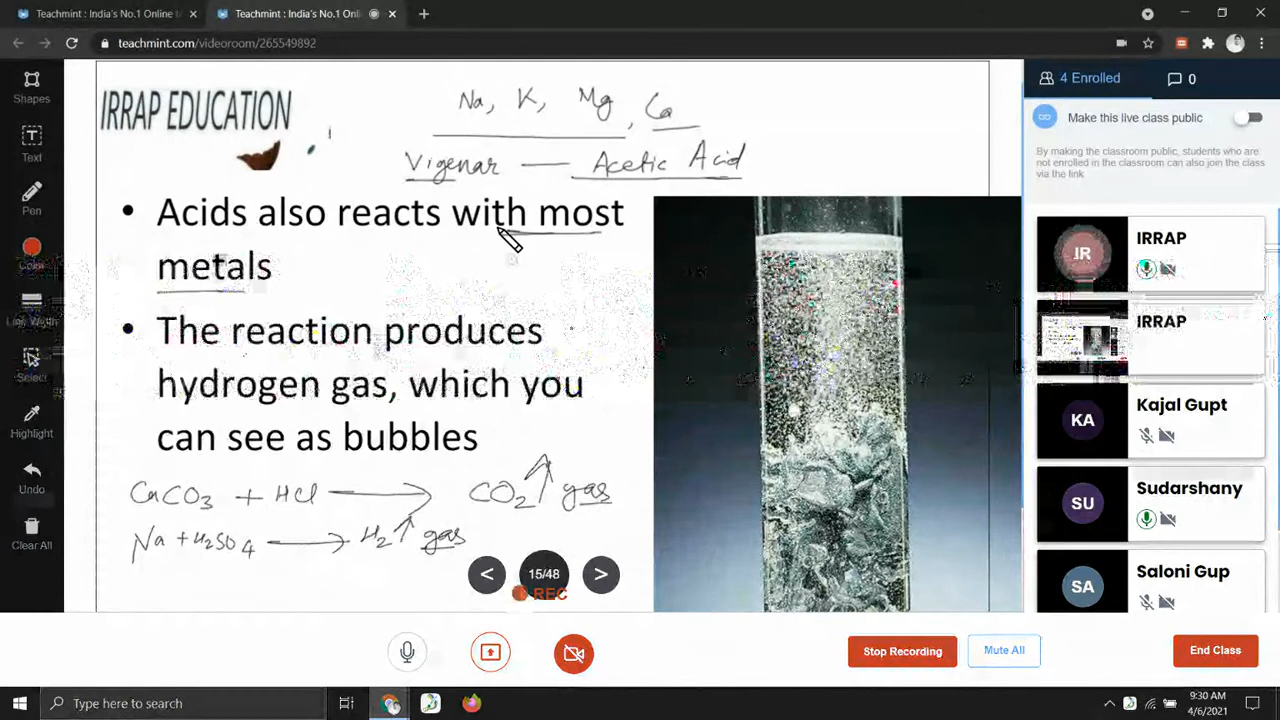 Teachmint: India's No.1 Online t
Teachmint: India's No.1 Onl
teachmint.com/videoroom/265549892
Shapes
Text
Pen
Color
Link Width
Select
Highlight
Undo
Clear All
IRRAP EDUCATION
Na, K, Mg, Ca
Vigenar — Acetic Acid
• Acids also reacts with most
metals
• The reaction produces
hydrogen gas, which you
can see as bubbles
CaCO3 + HCl → CO2↑ gas
Na + H2SO4 → H2↑ gas
< 15/48 >
REC
4 Enrolled
0
Make this live class public
By making the classroom public, students who are
not enrolled in the classroom can also join the class
via the link
IR
IRRAP
IRRAP
KA
Kajal Gupt
SU
Sudarshany
SA
Saloni Gup
Stop Recording
Mute All
End Class
Type here to search
9:30 AM
4/6/2021